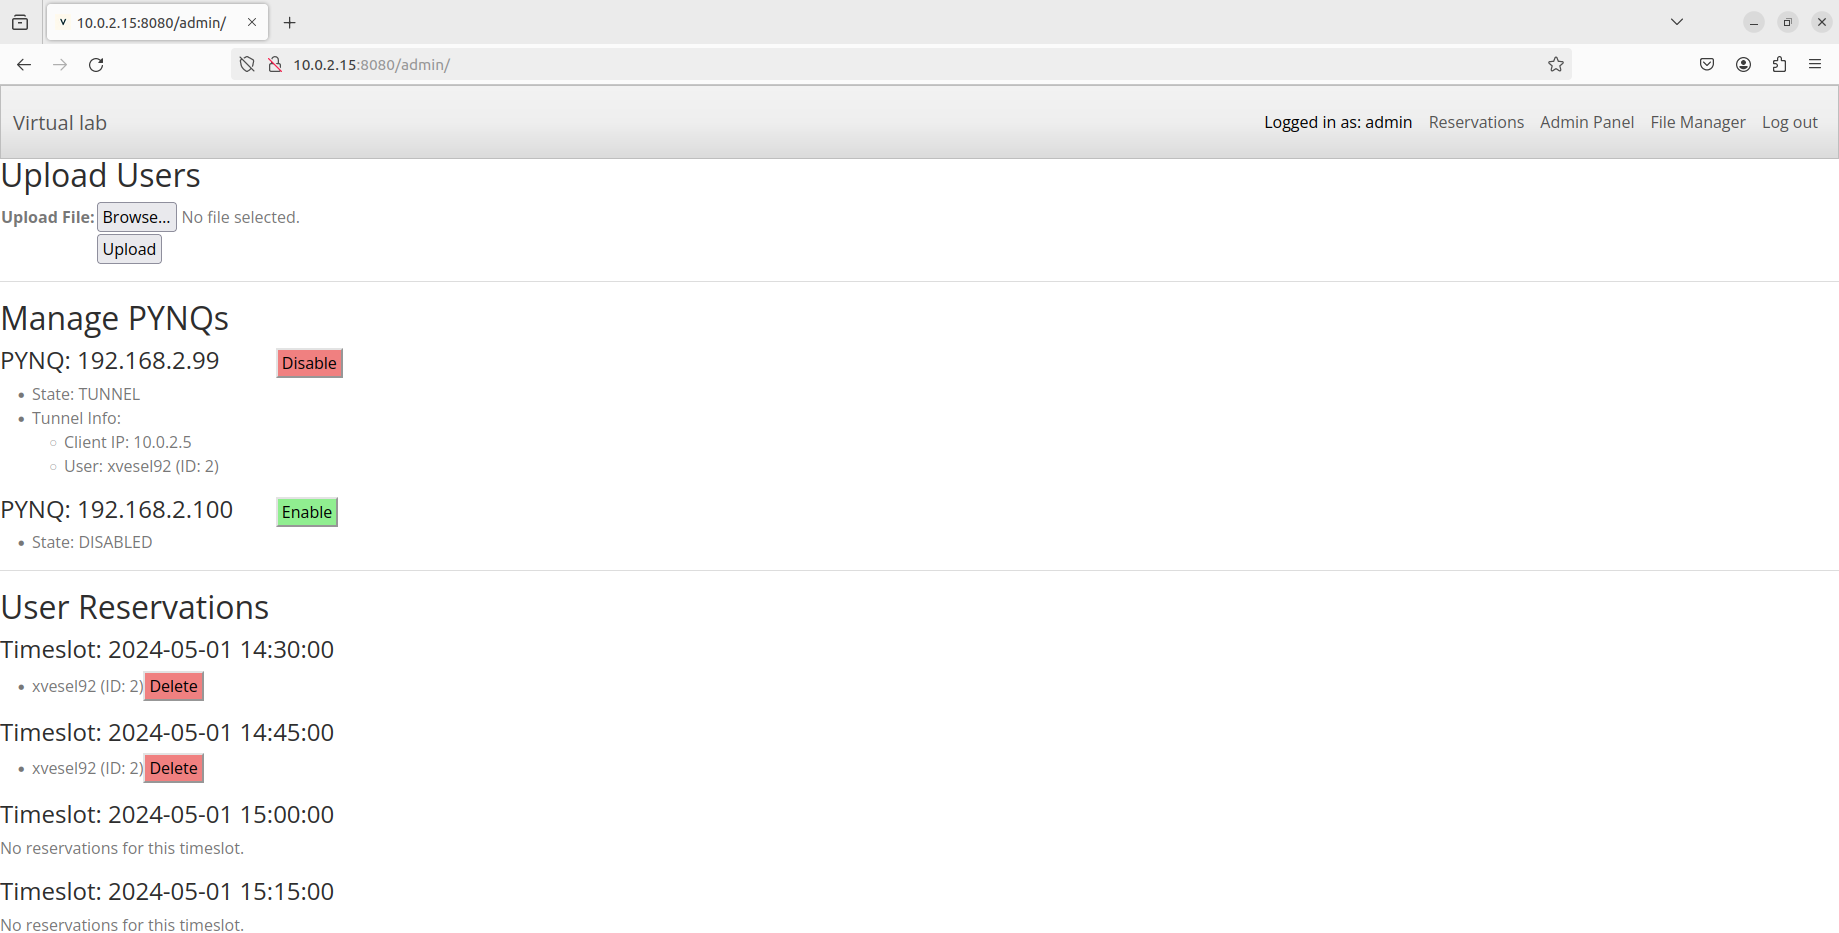 10.0.2.15:8080/admin/
10.0.2.15:8080/admin/
Virtual lab
Logged in as: admin Reservations Admin Panel File Manager Log out
Upload Users
Upload File: Browse... No file selected.
Upload
Manage PYNQs
PYNQ: 192.168.2.99 Disable
State: TUNNEL
Tunnel Info:
Client IP: 10.0.2.5
User: xvesel92 (ID: 2)
PYNQ: 192.168.2.100 Enable
State: DISABLED
User Reservations
Timeslot: 2024-05-01 14:30:00
xvesel92 (ID: 2) Delete
Timeslot: 2024-05-01 14:45:00
xvesel92 (ID: 2) Delete
Timeslot: 2024-05-01 15:00:00
No reservations for this timeslot.
Timeslot: 2024-05-01 15:15:00
No reservations for this timeslot.